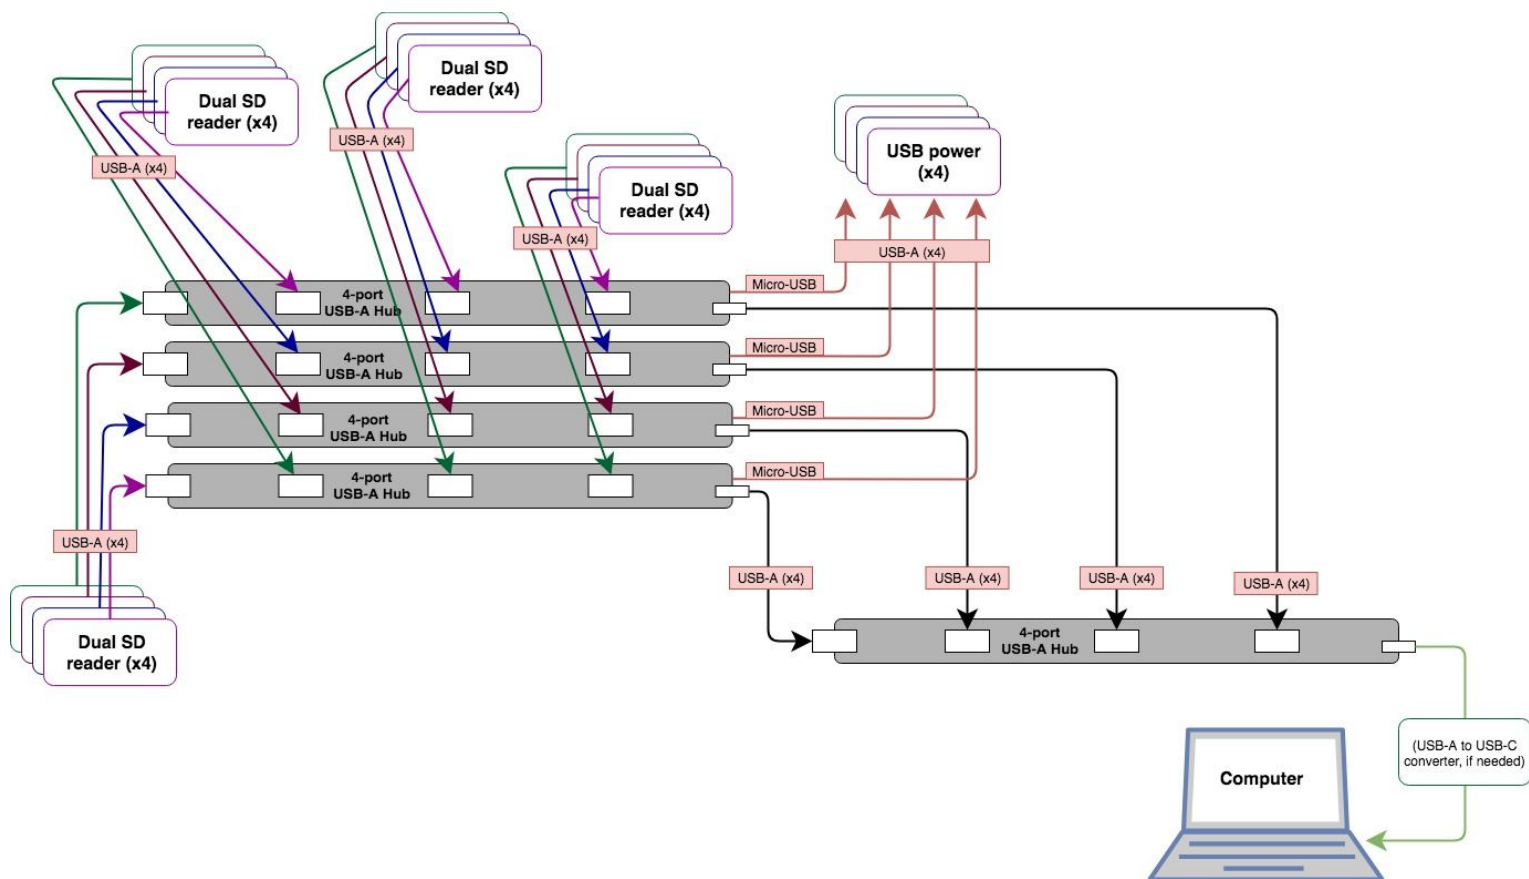 Dual SD
reader (x4)
Dual SD
reader (x4)
USB-A (x4)
USB-A (x4)
Dual SD
reader (x4)
USB-A (x4)
USB power
(x4)
USB-A (x4)
4-port
USB-A Hub
Micro-USB
4-port
USB-A Hub
Micro-USB
4-port
USB-A Hub
Micro-USB
4-port
USB-A Hub
Micro-USB
USB-A (x4)
Dual SD
reader (x4)
USB-A (x4)
USB-A (x4)
USB-A (x4)
USB-A (x4)
4-port
USB-A Hub
(USB-A to USB-C
converter, if needed)
Computer